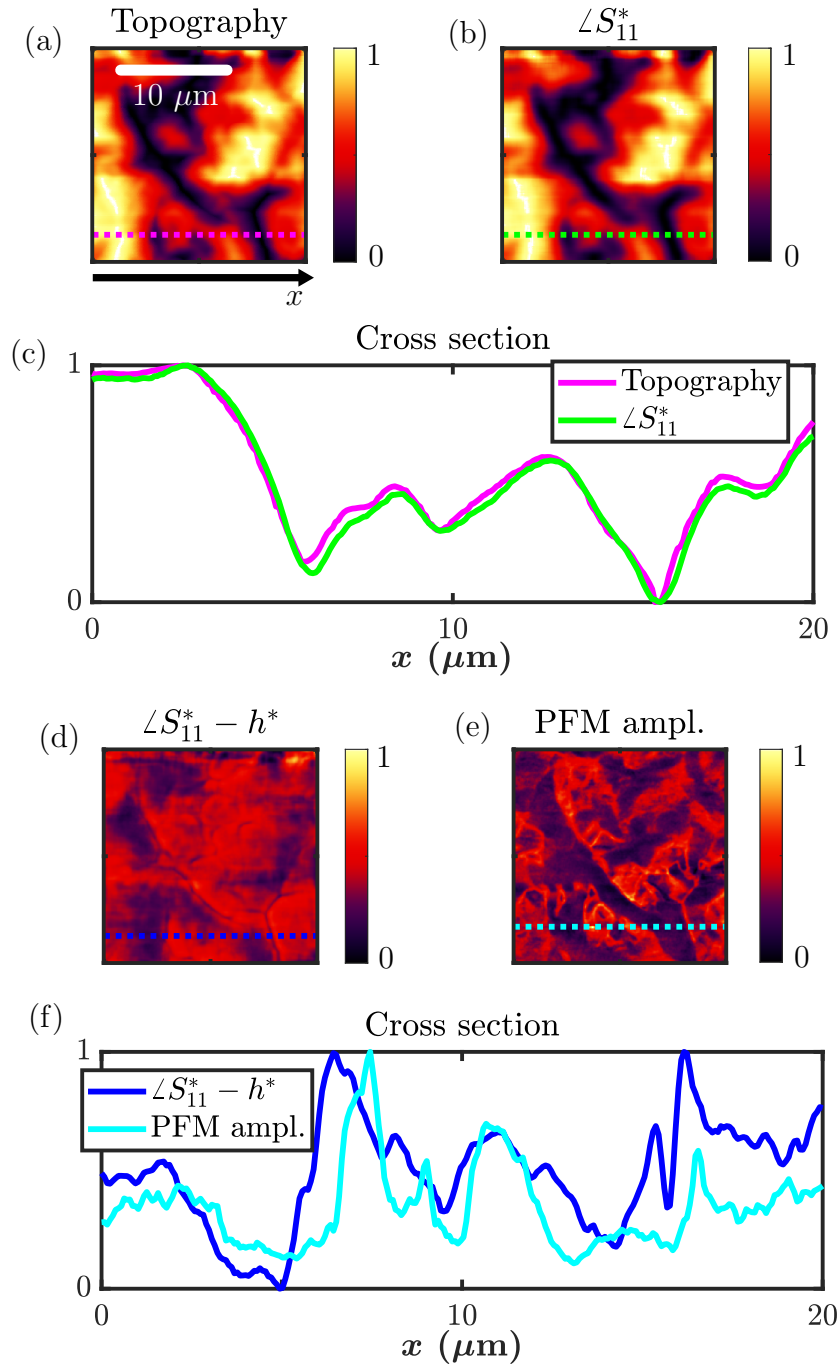 (a) Topography
1
10 μm
0
x
(b) ∠S*11
1
0
(c) Cross section
1
Topography
∠S*11
0
0 10 20
x (μm)
(d) ∠S*11 − h*
1
0
(e) PFM ampl.
1
0
(f) Cross section
1
∠S*11 − h*
PFM ampl.
0
0 10 20
x (μm)